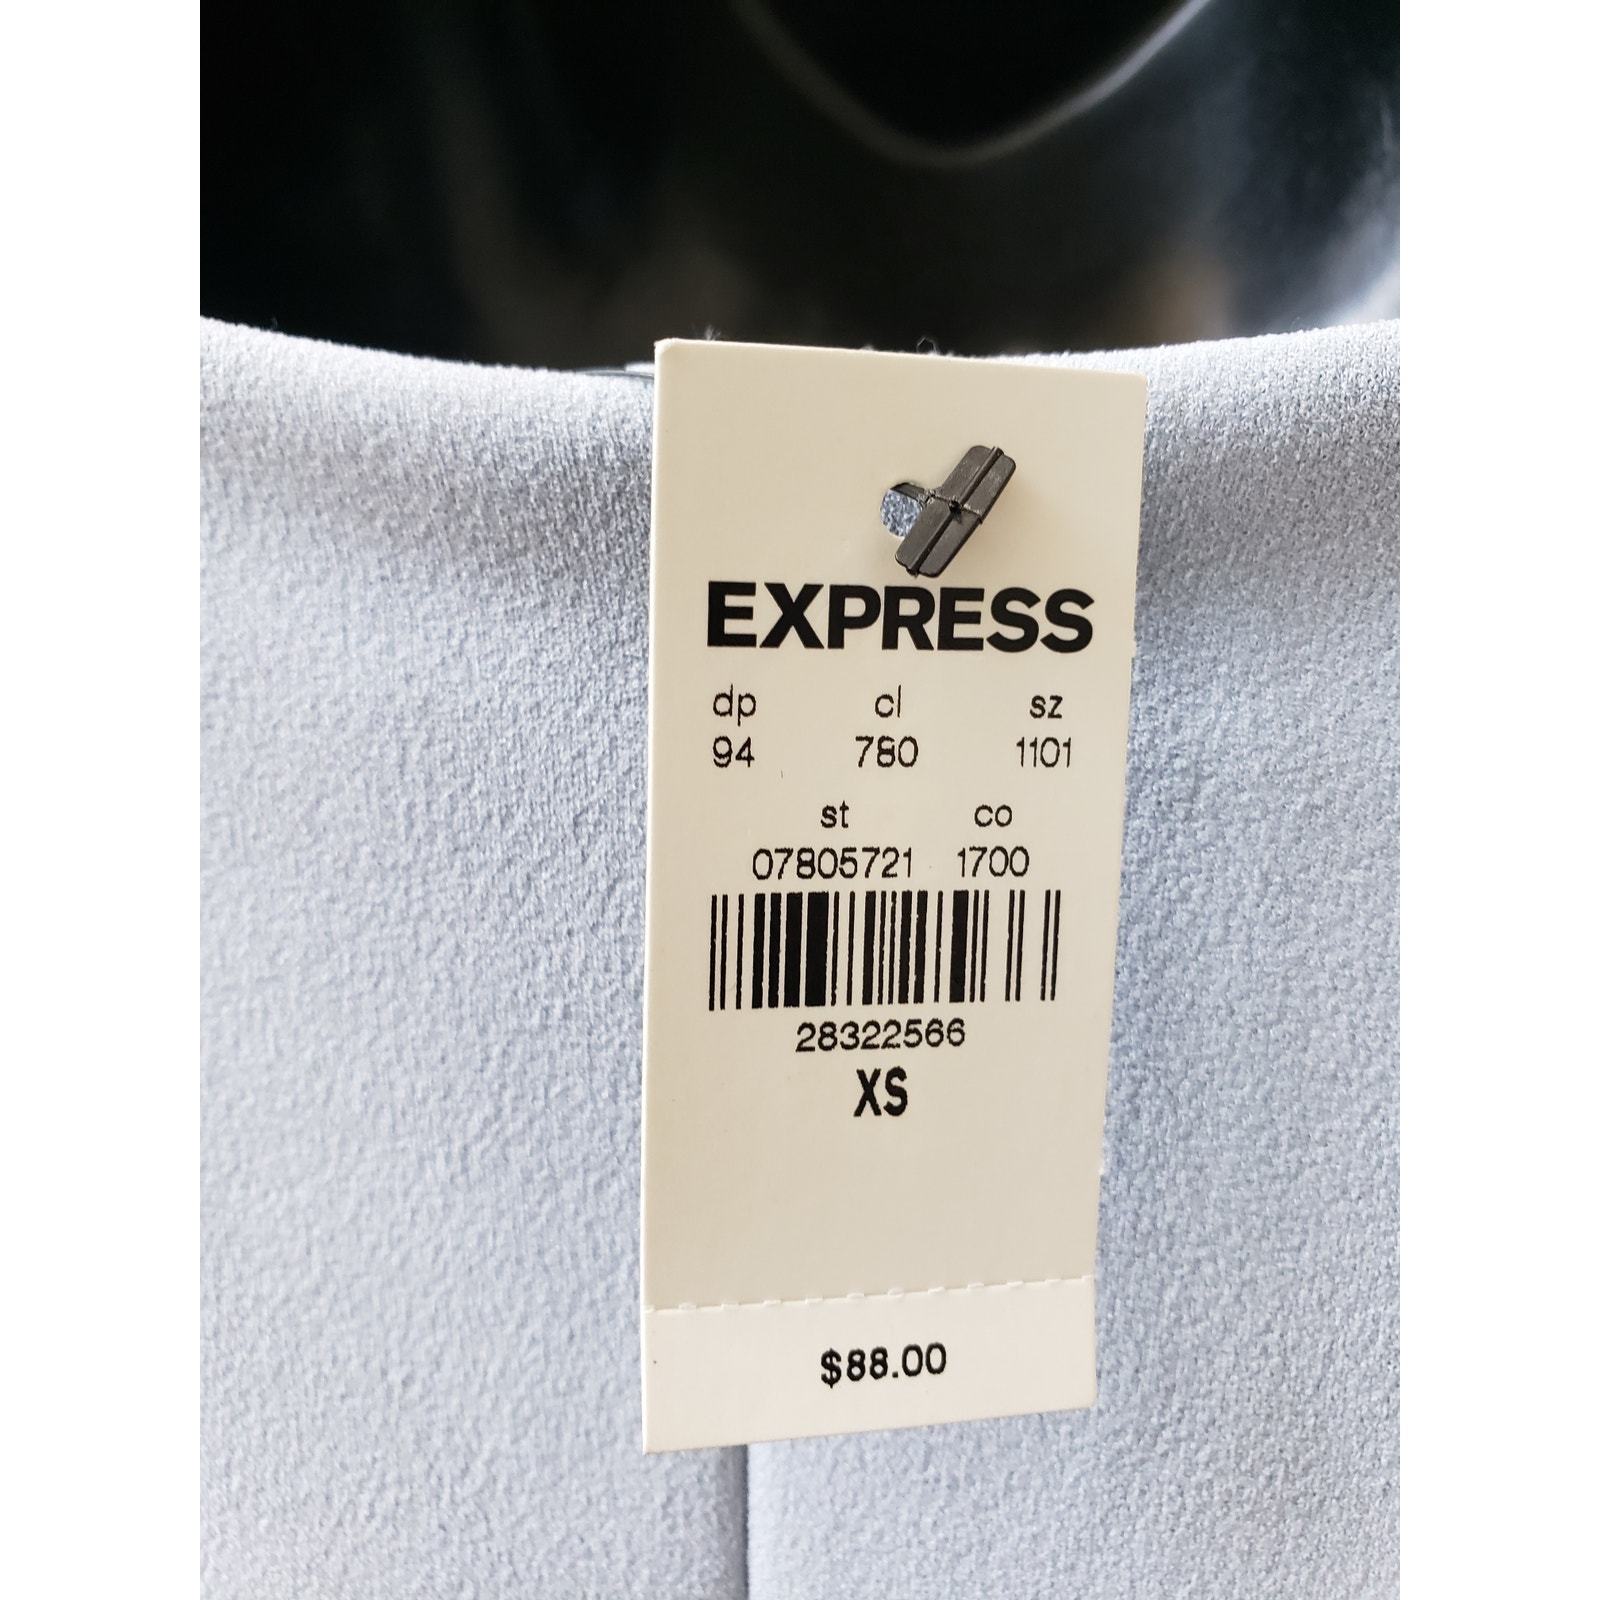 EXPRESS
dp cl sz
94 780 1101
st co
07805721 1700
28322566
XS
$88.00